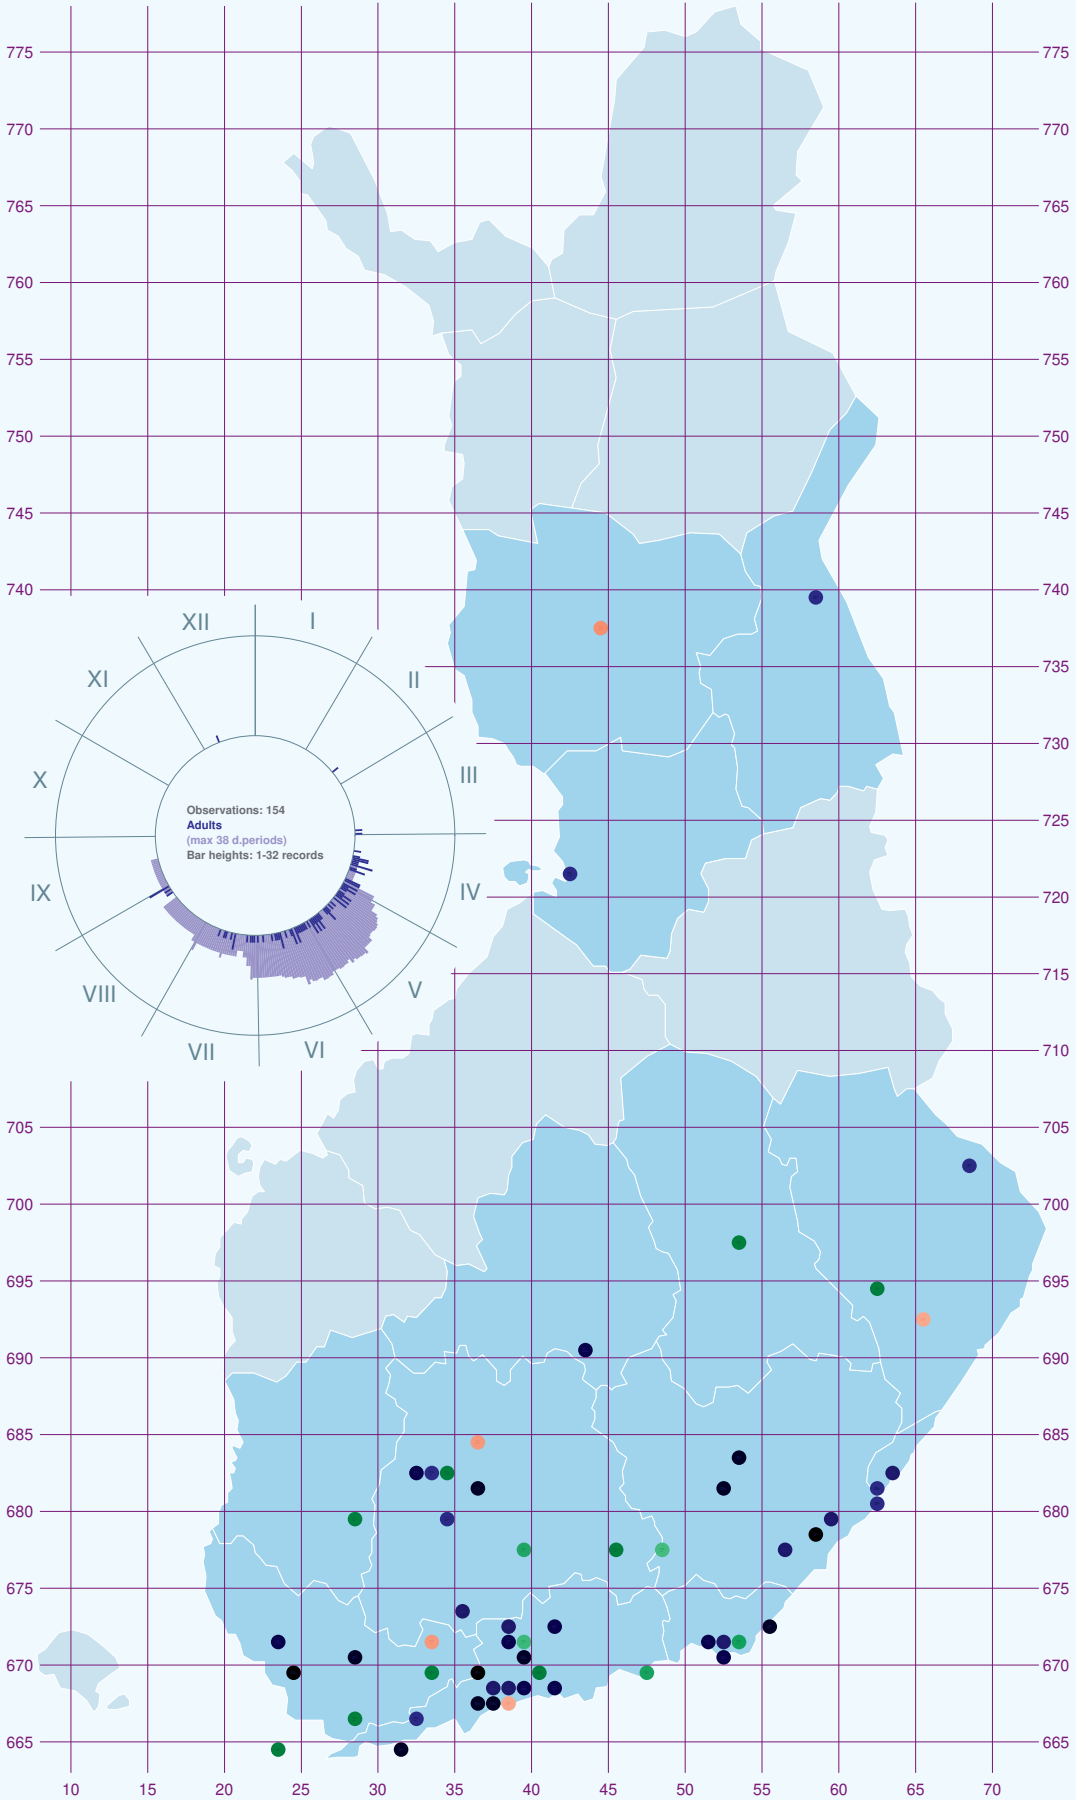 775 775
770 770
765 765
760 760
755 755
750 750
745 745
740 740
XII I
XI II
735 735
730 730
X III
Observations: 154
Adults
(max 38 d.periods)
Bar heights: 1-32 records
725 725
IX IV
720 720
715 715
VIII V
VII VI
710 710
705 705
700 700
695 695
690 690
685 685
680 680
675 675
670 670
665 665
10 15 20 25 30 35 40 45 50 55 60 65 70